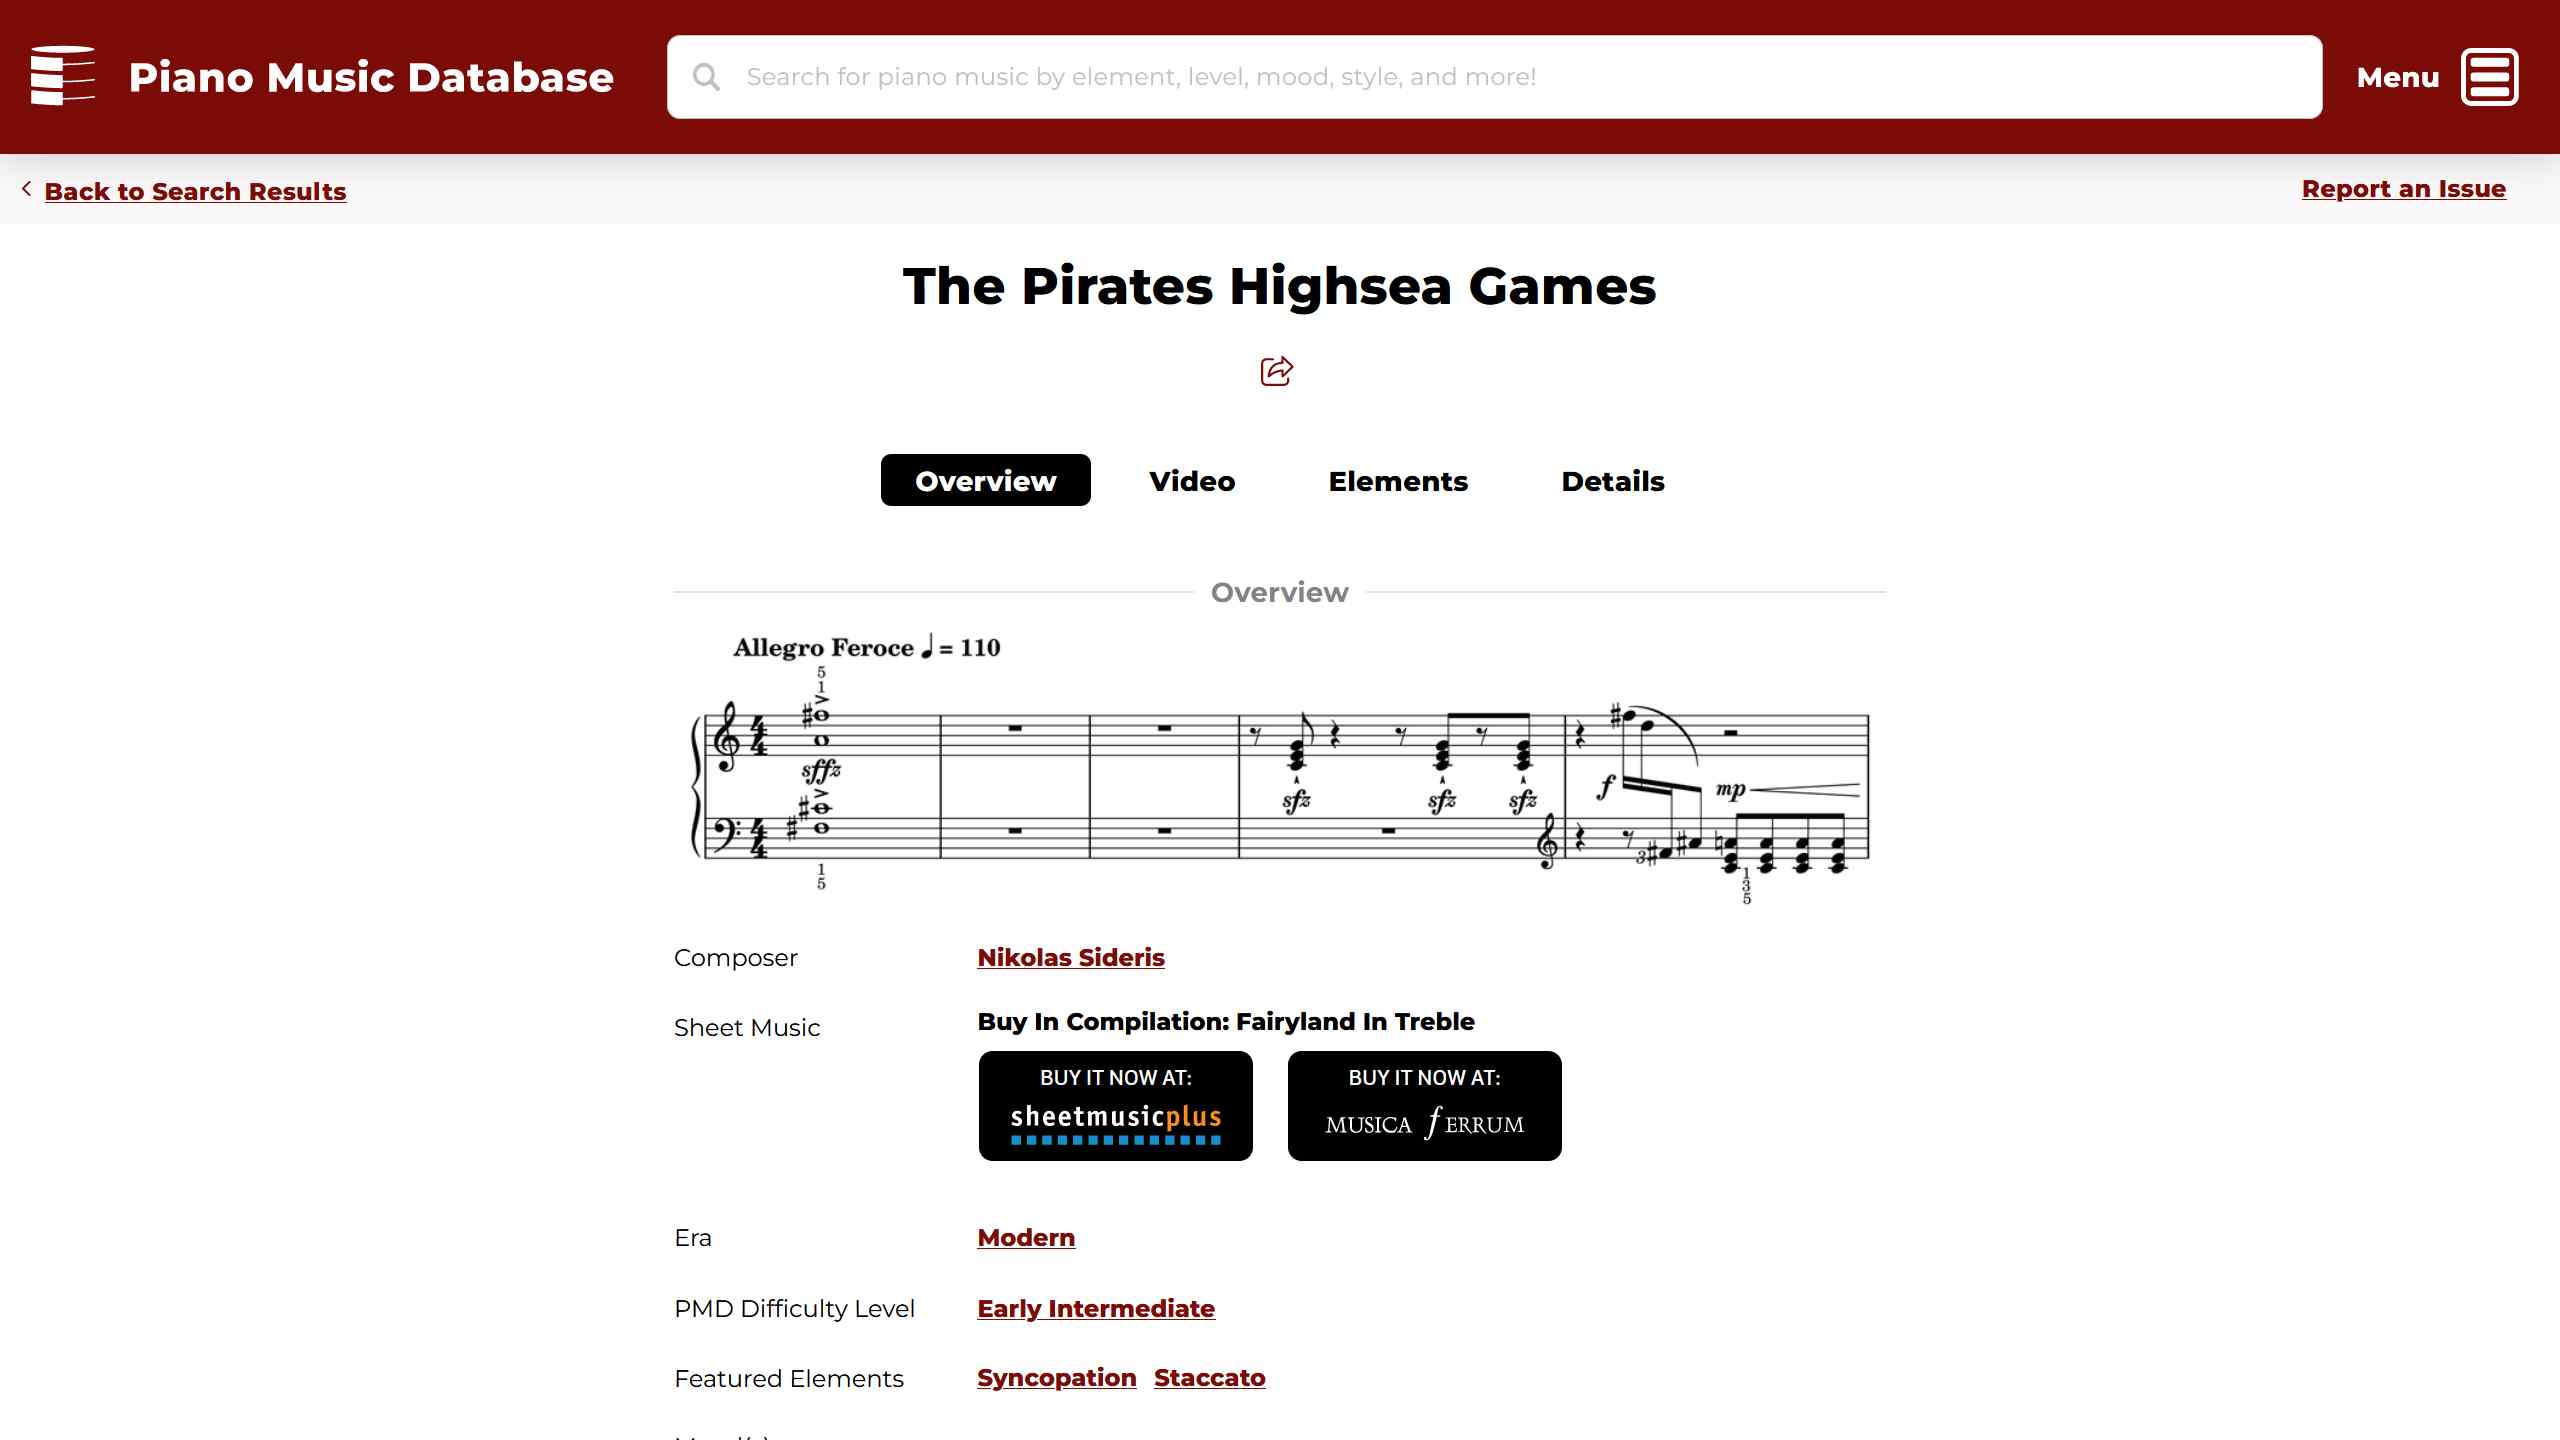 Piano Music Database
Search for piano music by element, level, mood, style, and more!
Menu
Back to Search Results
Report an Issue
The Pirates Highsea Games
Overview
Video
Elements
Details
Overview
Allegro Feroce ♩ = 110
5
1
sffz
1
5
sfz sfz sfz
f mp
3
1
3
5
Composer
Nikolas Sideris
Sheet Music
Buy In Compilation: Fairyland In Treble
BUY IT NOW AT:
sheetmusicplus
BUY IT NOW AT:
MUSICA fERRUM
Era
Modern
PMD Difficulty Level
Early Intermediate
Featured Elements
Syncopation Staccato